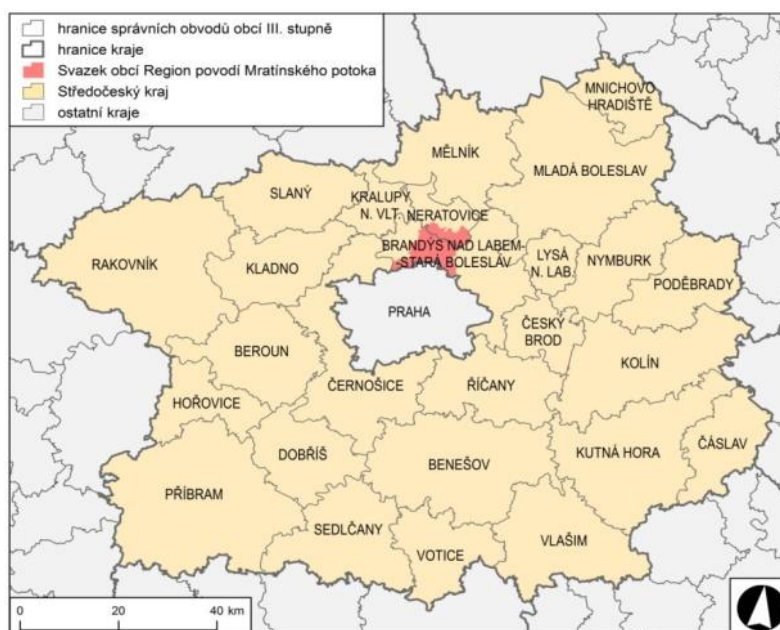 hranice správních obvodů obcí III. stupně
hranice kraje
Svazek obcí Region povodí Mratínského potoka
Středočeský kraj
ostatní kraje
MNICHOVO
HRADIŠTĚ
MĚLNÍK
MLADÁ BOLESLAV
SLANÝ
KRALUPY
N. VLT.
NERATOVICE
BRANDÝS NAD LABEM-
STARÁ BOLESLAV
LYSÁ
N. LAB.
NYMBURK
RAKOVNÍK
KLADNO
PODĚBRADY
PRAHA
ČESKÝ
BROD
BEROUN
KOLÍN
ČERNOŠICE
ŘÍČANY
HOŘOVICE
DOBŘÍŠ
BENEŠOV
KUTNÁ HORA
ČÁSLAV
PŘÍBRAM
SEDLČANY
VOTICE
VLAŠIM
0 20 40 km